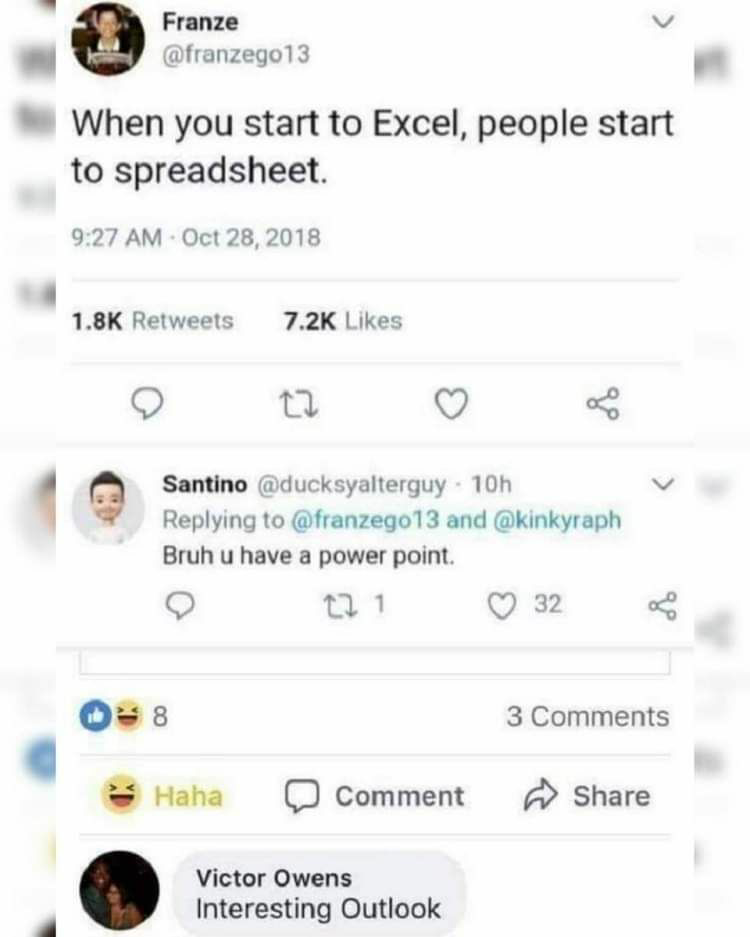 Franze
@franzego13
When you start to Excel, people start
to spreadsheet.
9:27 AM · Oct 28, 2018
1.8K Retweets 7.2K Likes
Santino @ducksyalterguy · 10h
Replying to @franzego13 and @kinkyraph
Bruh u have a power point.
1 32
8 3 Comments
Haha Comment Share
Victor Owens
Interesting Outlook